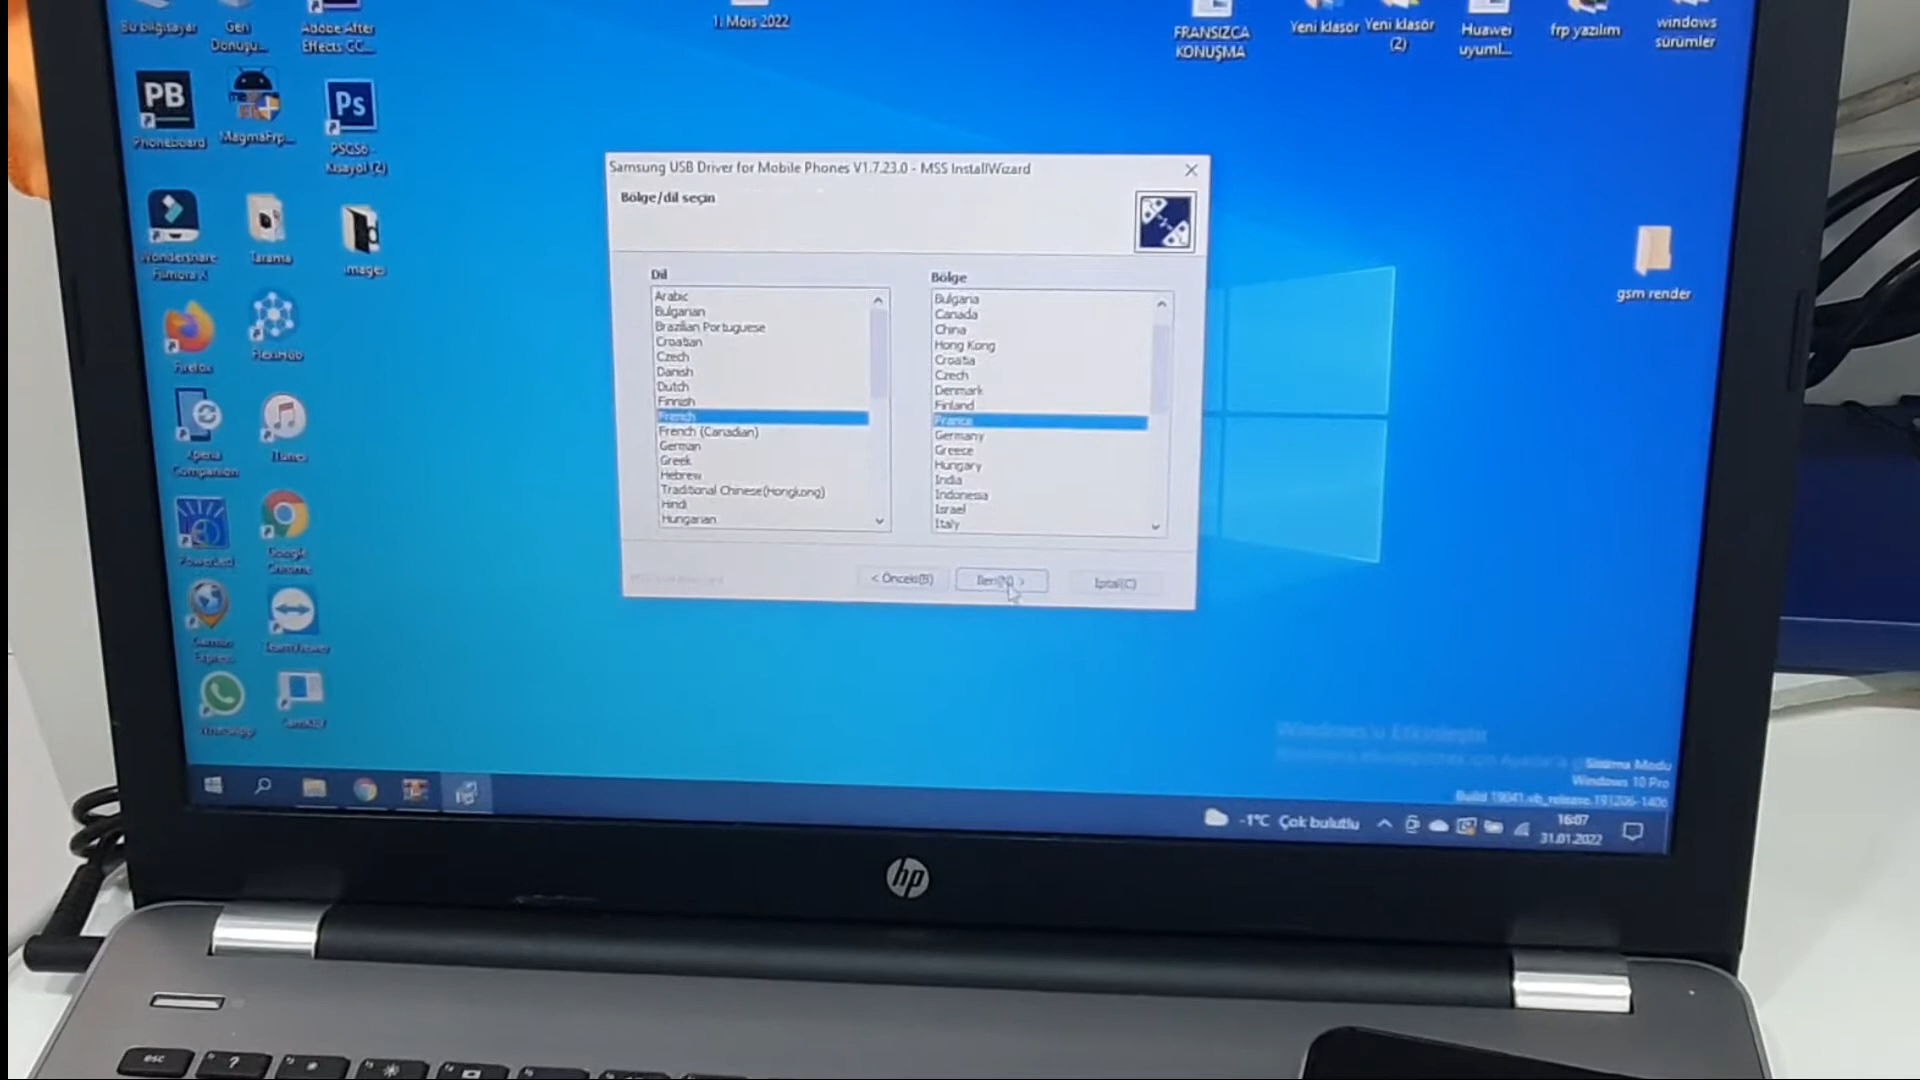 Bu bilgisayar
Geri
Dönüşü...
Adobe After
Effects CC...
1. Mois 2022
FRANSIZCA
KONUŞMA
Yeni klasör
Yeni klasör
(2)
Huawei
uyuml...
frp yazılım
windows
sürümler
PB
Phoneboard
MagmaFrp...
Ps
Kısayol (2)
Wondershare
Filmora X
Tarama
images
gsm render
Firefox
FlexiHub
Xperia
Companion
iTunes
Google
Chrome
TeamViewer
WhatsApp
Samsung USB Driver for Mobile Phones V1.7.23.0 - MSS InstallWizard
Bölge/dil seçin
Dil
Arabic
Bulgarian
Brazilian Portuguese
Croatian
Czech
Danish
Dutch
Finnish
French
French (Canadian)
German
Greek
Hebrew
Traditional Chinese(Hongkong)
Hindi
Hungarian
Bölge
Bulgaria
Canada
China
Hong Kong
Croatia
Czech
Denmark
Finland
France
Germany
Greece
Hungary
India
Indonesia
Israel
Italy
< Önceki(B)
İleri(N) >
İptal(C)
Windows'u Etkinleştir
Sınama Modu
Windows 10 Pro
Build 19041.vb_release.191206-1406
-1°C Çok bulutlu
16:07
31.01.2022
hp
esc
?